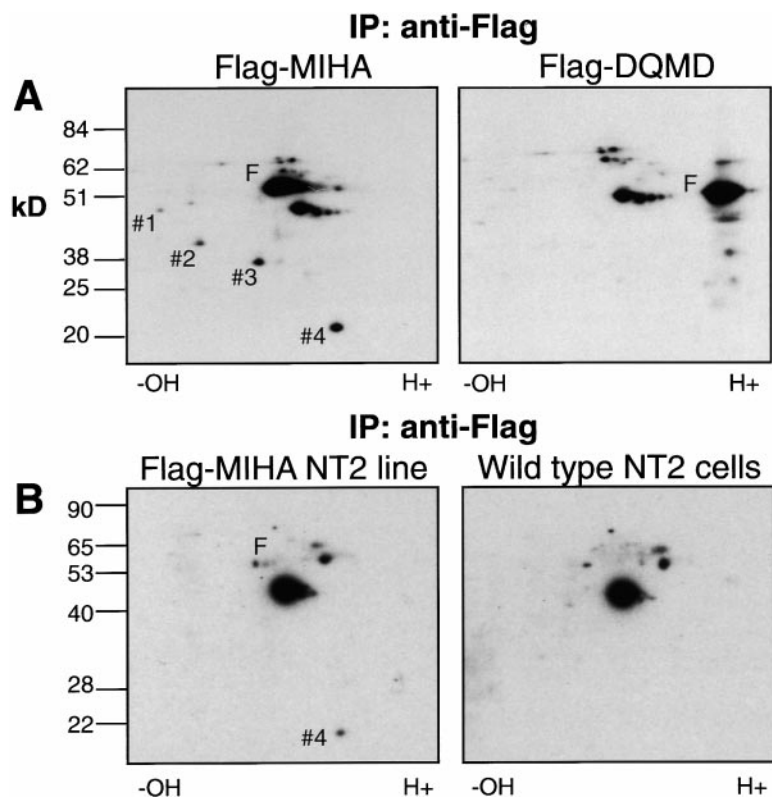 IP: anti-Flag
Flag-MIHA Flag-DQMD
A
84
62
51
kD
38
25
20
F
#1
#2
#3
#4
F
-OH H+ -OH H+
IP: anti-Flag
Flag-MIHA NT2 line Wild type NT2 cells
B
90
65
53
40
28
22
F
#4
-OH H+ -OH H+